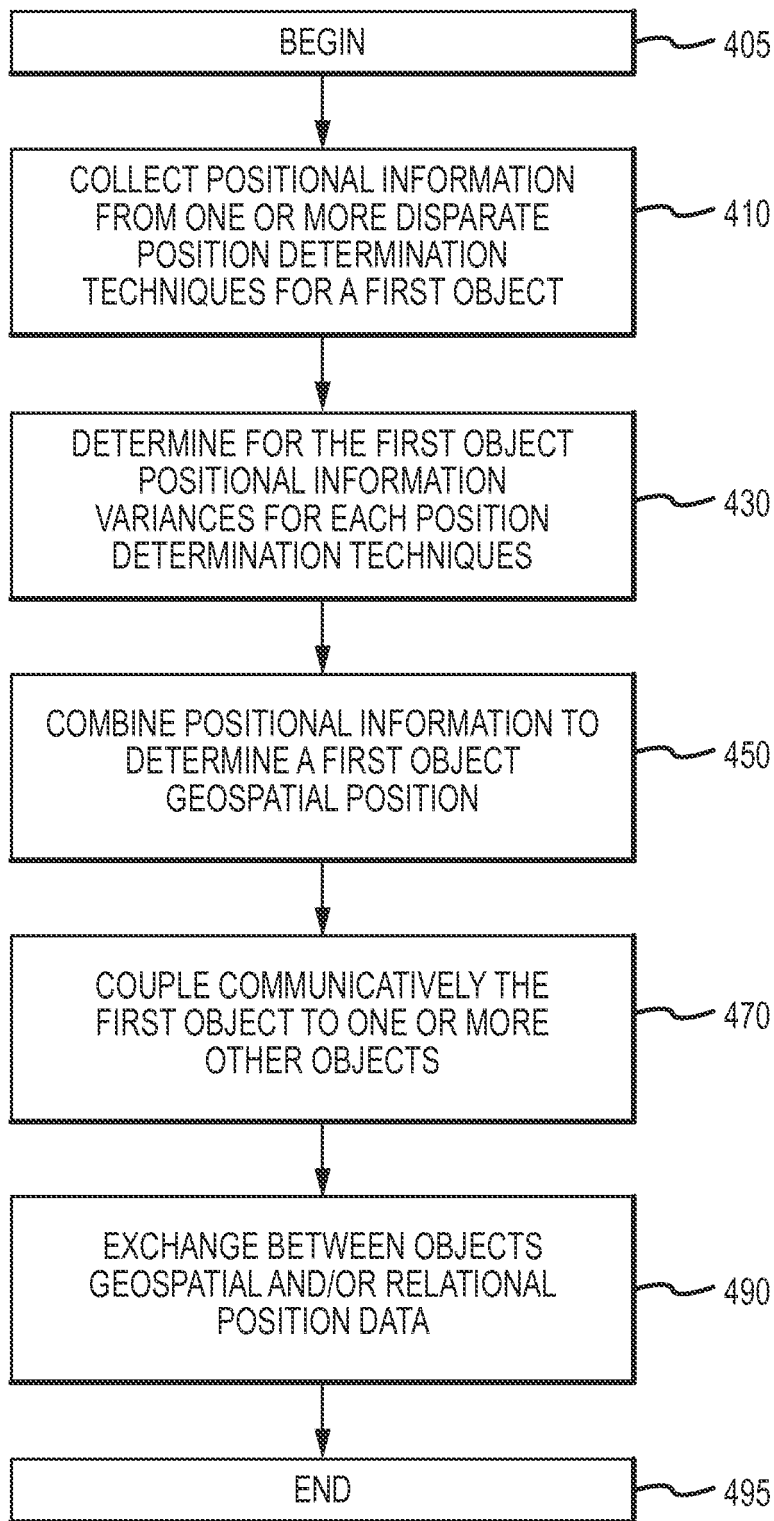 BEGIN
405
COLLECT POSITIONAL INFORMATION
FROM ONE OR MORE DISPARATE
POSITION DETERMINATION
TECHNIQUES FOR A FIRST OBJECT
410
DETERMINE FOR THE FIRST OBJECT
POSITIONAL INFORMATION
VARIANCES FOR EACH POSITION
DETERMINATION TECHNIQUES
430
COMBINE POSITIONAL INFORMATION TO
DETERMINE A FIRST OBJECT
GEOSPATIAL POSITION
450
COUPLE COMMUNICATIVELY THE
FIRST OBJECT TO ONE OR MORE
OTHER OBJECTS
470
EXCHANGE BETWEEN OBJECTS
GEOSPATIAL AND/OR RELATIONAL
POSITION DATA
490
END
495